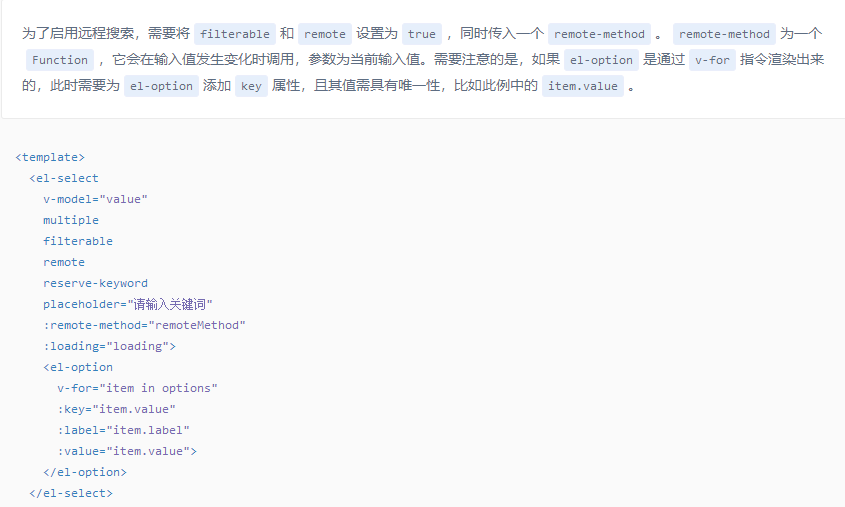 为了启用远程搜索，需要将 filterable 和 remote 设置为 true ，同时传入一个 remote-method 。 remote-method 为一个
Function ，它会在输入值发生变化时调用，参数为当前输入值。需要注意的是，如果 el-option 是通过 v-for 指令渲染出来
的，此时需要为 el-option 添加 key 属性，且其值需具有唯一性，比如此例中的 item.value 。
<template>
  <el-select
    v-model="value"
    multiple
    filterable
    remote
    reserve-keyword
    placeholder="请输入关键词"
    :remote-method="remoteMethod"
    :loading="loading">
    <el-option
      v-for="item in options"
      :key="item.value"
      :label="item.label"
      :value="item.value">
    </el-option>
  </el-select>